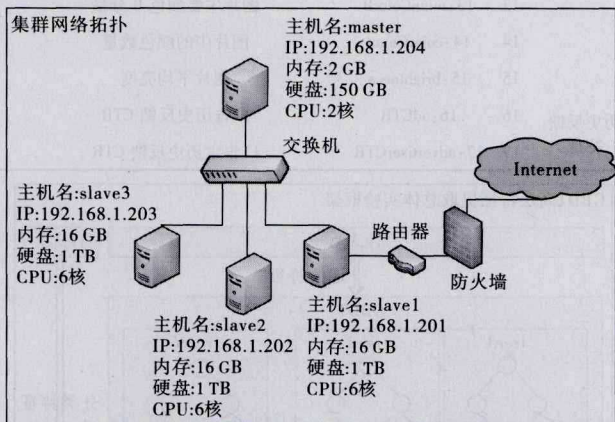 集群网络拓扑
主机名:master
IP:192.168.1.204
内存:2 GB
硬盘:150 GB
CPU:2核
交换机
Internet
主机名:slave3
IP:192.168.1.203
内存:16 GB
硬盘:1 TB
CPU:6核
路由器
防火墙
主机名:slave2
IP:192.168.1.202
内存:16 GB
硬盘:1 TB
CPU:6核
主机名:slave1
IP:192.168.1.201
内存:16 GB
硬盘:1 TB
CPU:6核